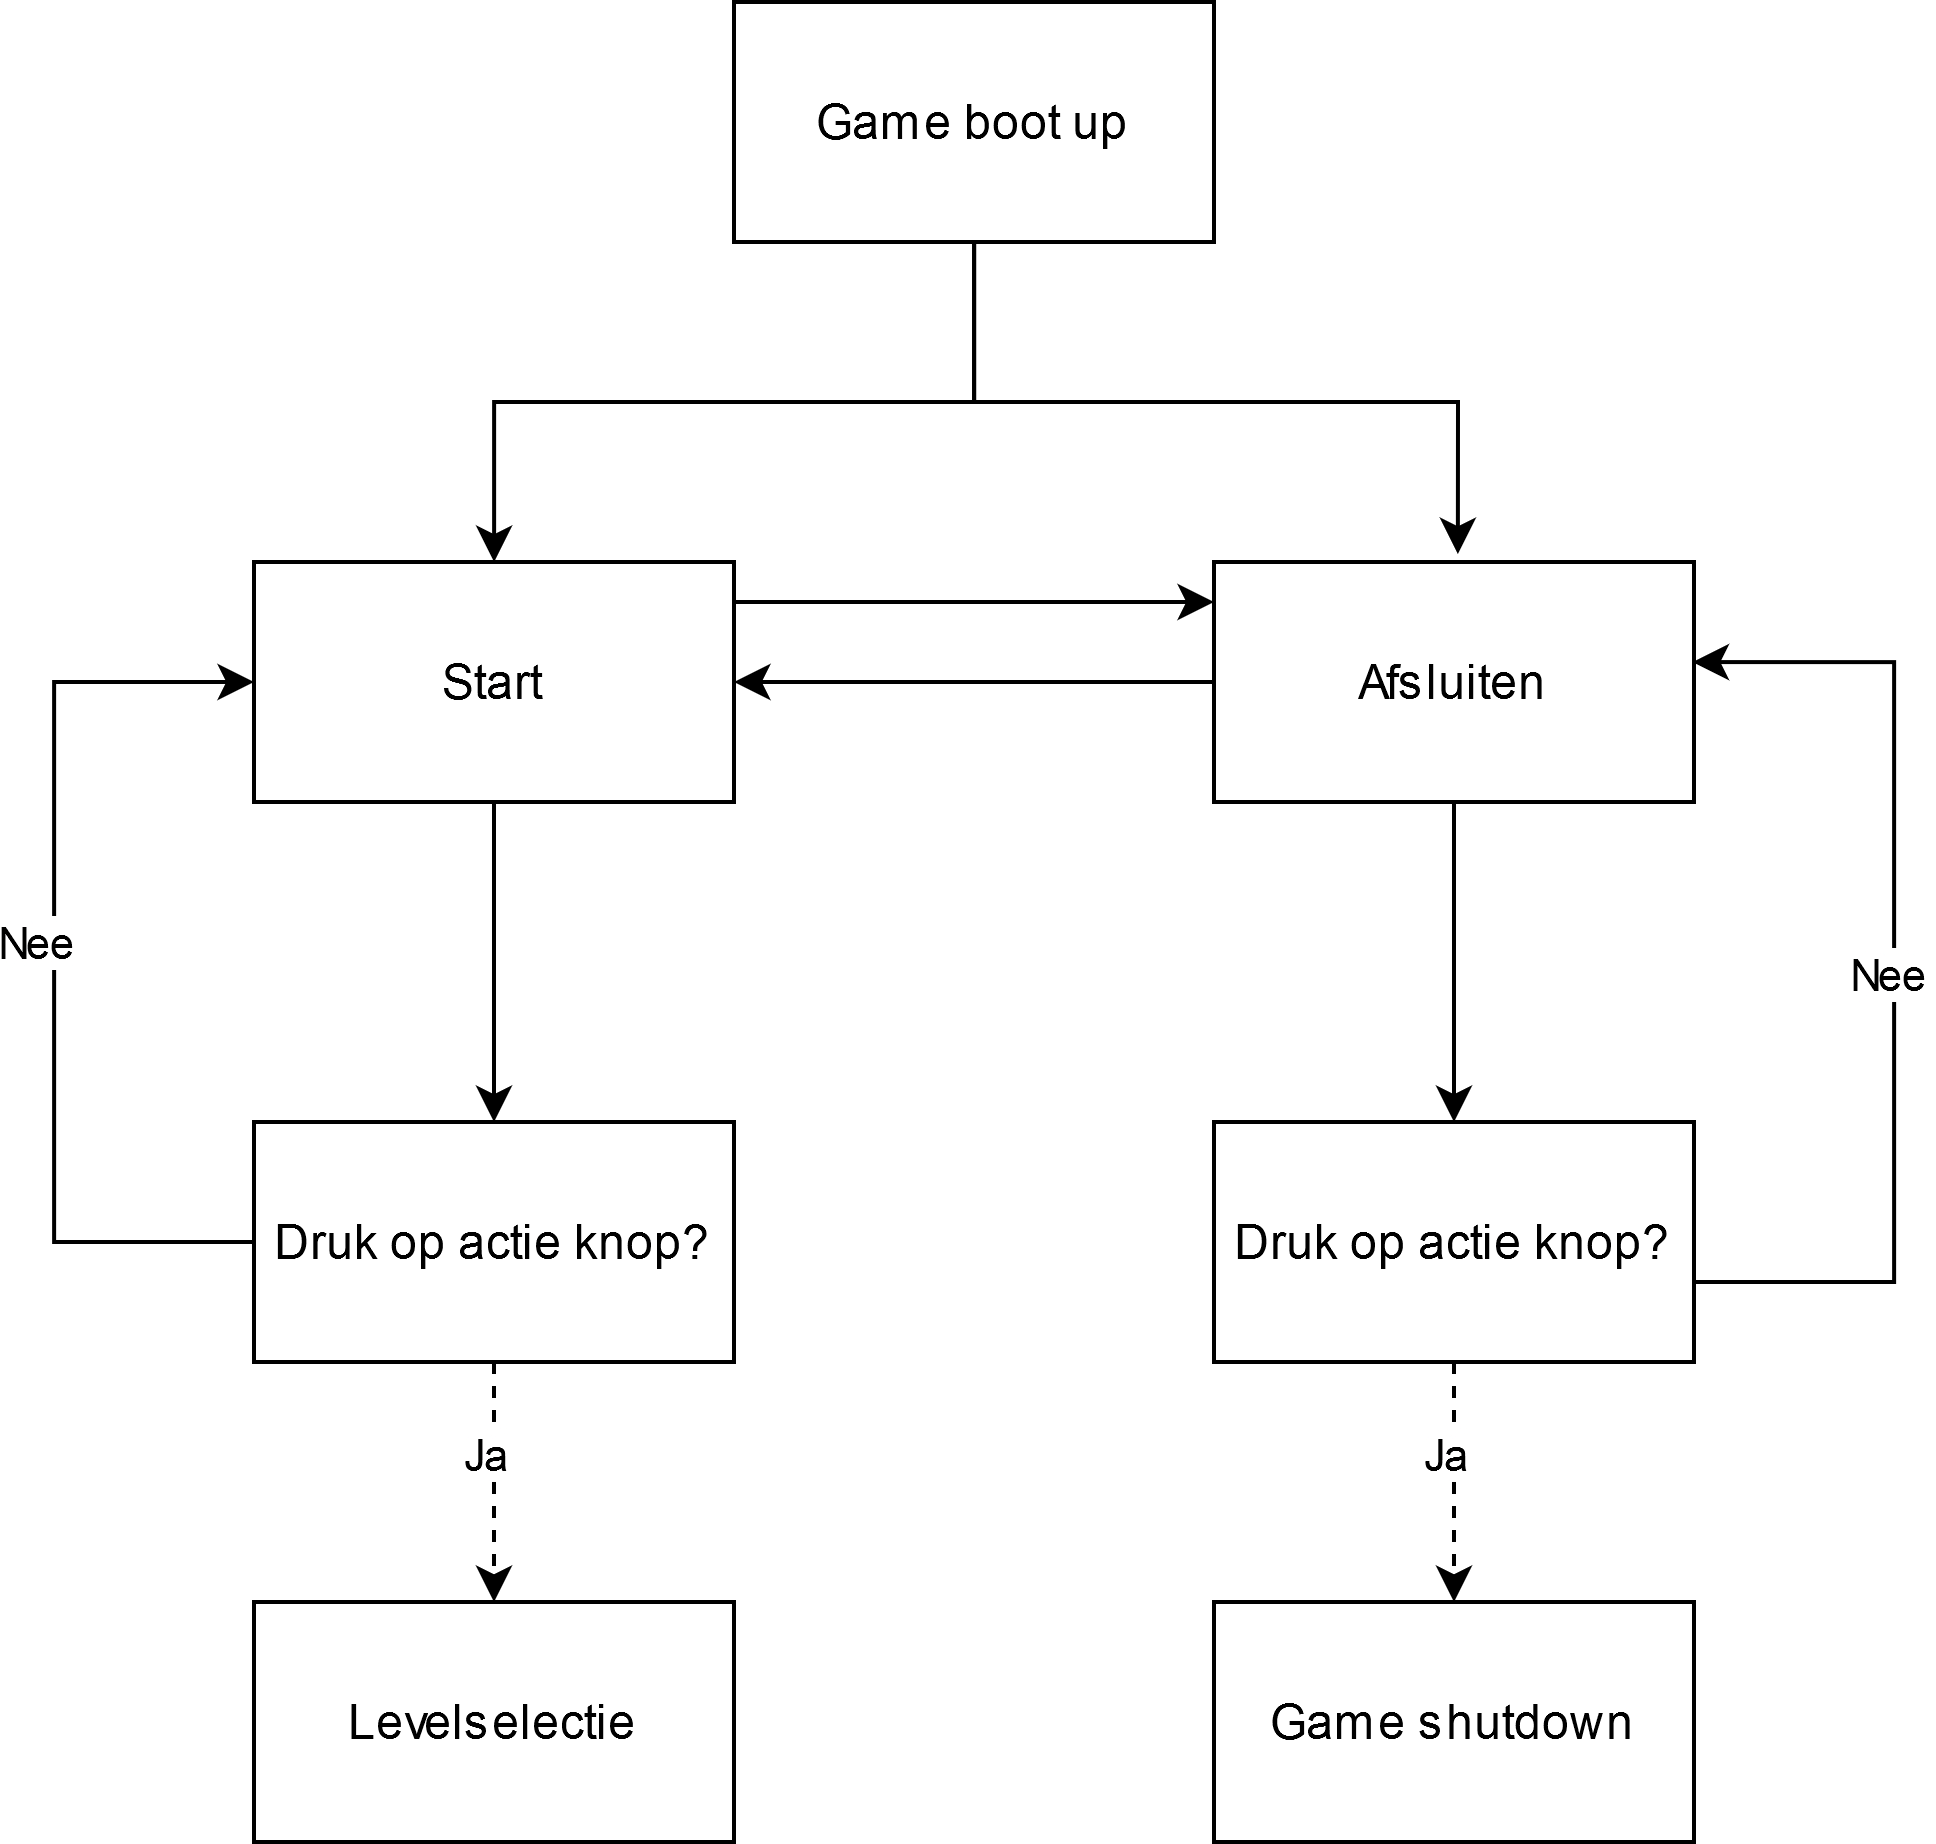 Game boot up
Start
Afsluiten
Nee
Nee
Druk op actie knop?
Druk op actie knop?
Ja
Ja
Levelselectie
Game shutdown